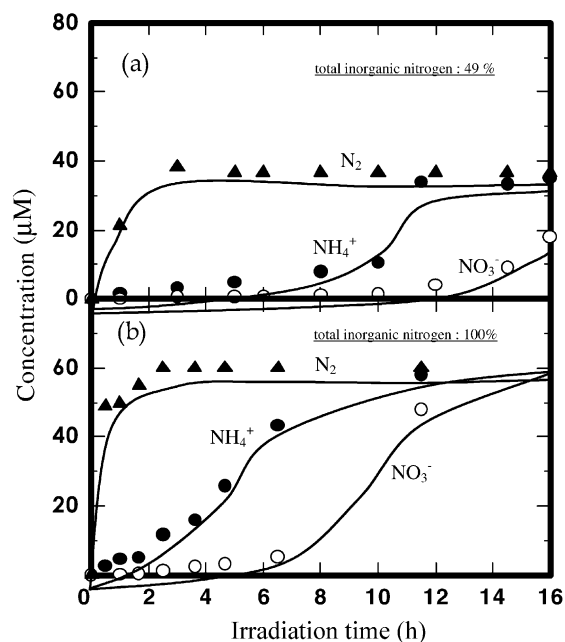 80
(a)
total inorganic nitrogen : 49 %
60
N2
40
20
NH4+
NO3-
0
(b)
total inorganic nitrogen : 100%
60
N2
NH4+
40
NO3-
20
0 2 4 6 8 10 12 14 16
Concentration (μM)
Irradiation time (h)